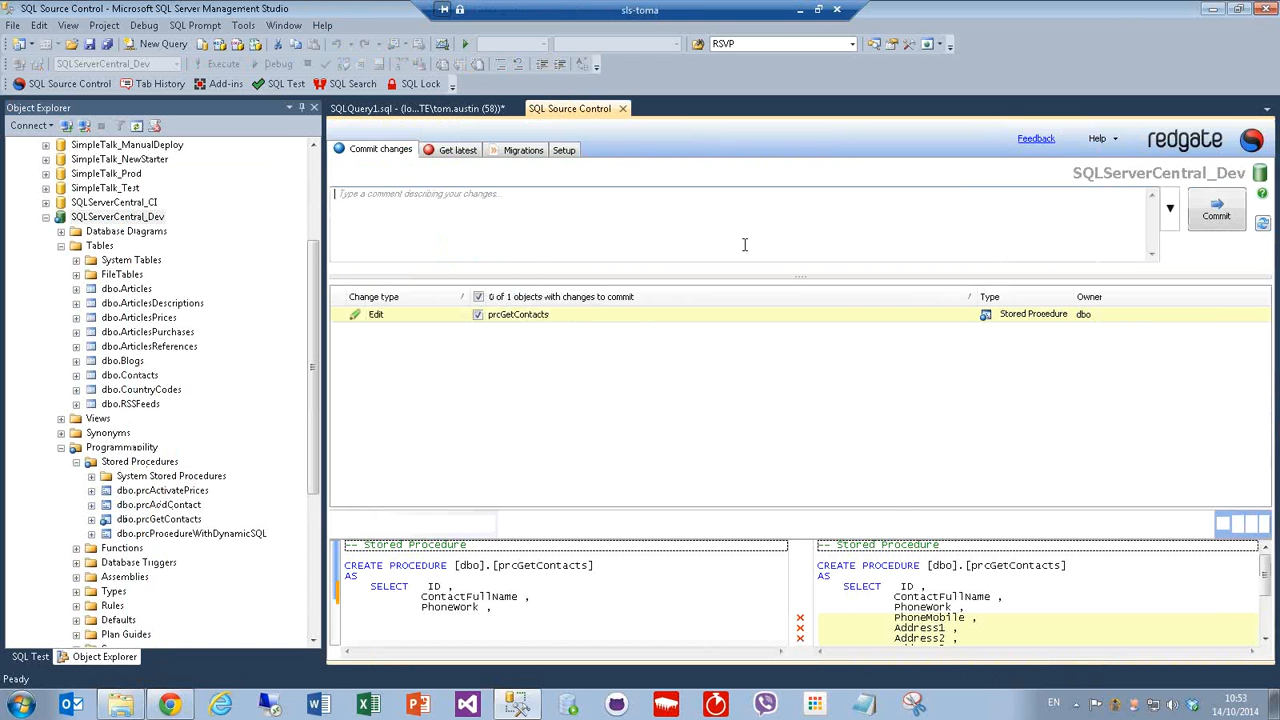 SQL Source Control - Microsoft SQL Server Management Studio
sls-toma
File Edit View Project Debug SQL Prompt Tools Window Help
New Query
RSVP
SQLServerCentral_Dev
Execute
Debug
SQL Source Control
Tab History
Add-ins
SQL Test
SQL Search
SQL Lock
Object Explorer
Connect
SimpleTalk_ManualDeploy
SimpleTalk_NewStarter
SimpleTalk_Prod
SimpleTalk_Test
SQLServerCentral_CI
SQLServerCentral_Dev
Database Diagrams
Tables
System Tables
FileTables
dbo.Articles
dbo.ArticlesDescriptions
dbo.ArticlesPrices
dbo.ArticlesPurchases
dbo.ArticlesReferences
dbo.Blogs
dbo.Contacts
dbo.CountryCodes
dbo.RSSFeeds
Views
Synonyms
Programmability
Stored Procedures
System Stored Procedures
dbo.prcActivatePrices
dbo.prcAddContact
dbo.prcGetContacts
dbo.prcProcedureWithDynamicSQL
Functions
Database Triggers
Assemblies
Types
Rules
Defaults
Plan Guides
SQL Test
Object Explorer
SQLQuery1.sql - (lo...TE\tom.austin (58))*
SQL Source Control
Commit changes
Get latest
Migrations
Setup
Feedback
Help
redgate
SQLServerCentral_Dev
Type a comment describing your changes...
Commit
Change type
0 of 1 objects with changes to commit
Type
Owner
Edit
prcGetContacts
Stored Procedure
dbo
-- Stored Procedure
CREATE PROCEDURE [dbo].[prcGetContacts]
AS
SELECT ID ,
ContactFullName ,
PhoneWork ,
-- Stored Procedure
CREATE PROCEDURE [dbo].[prcGetContacts]
AS
SELECT ID ,
ContactFullName ,
PhoneWork ,
PhoneMobile ,
Address1 ,
Address2 ,
Ready
EN
10:53
14/10/2014